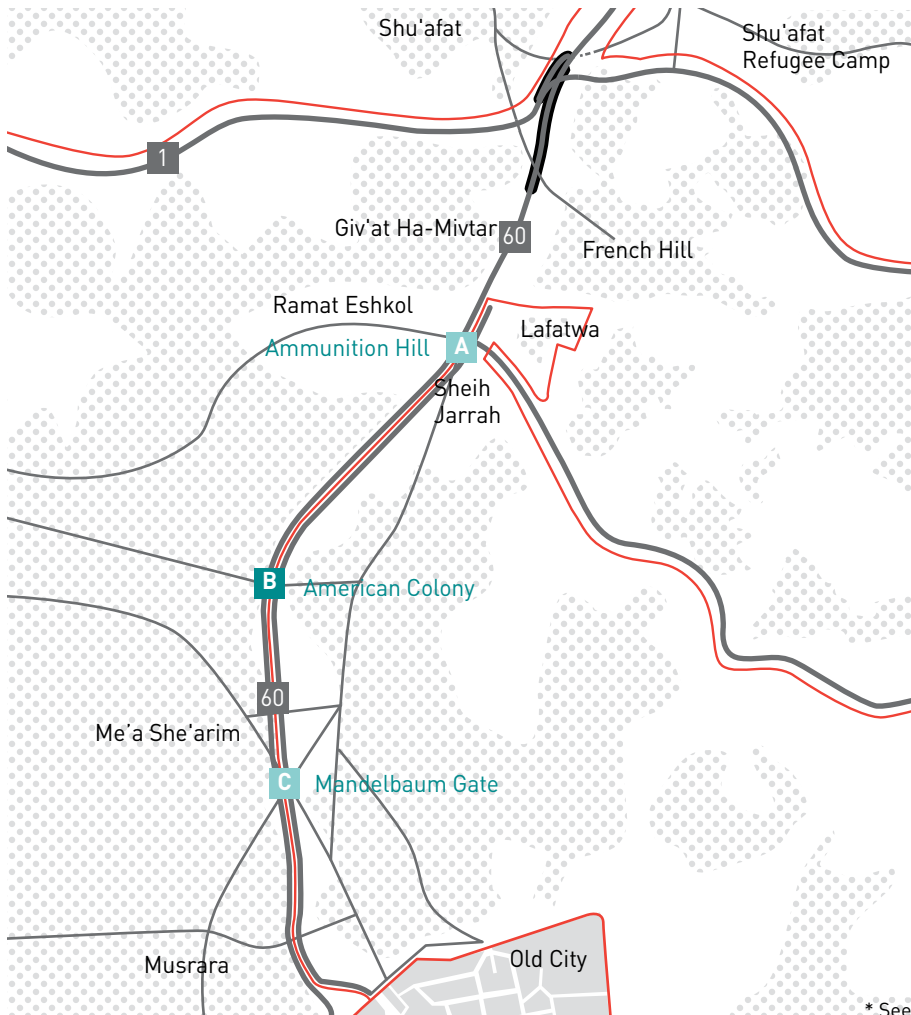 Shu'afat
Shu'afat
Refugee Camp
1
Giv'at Ha-Mivtar
60
French Hill
Ramat Eshkol
Lafatwa
Ammunition Hill
A
Sheih
Jarrah
B
American Colony
60
Me’a She'arim
C
Mandelbaum Gate
Musrara
Old City
* See